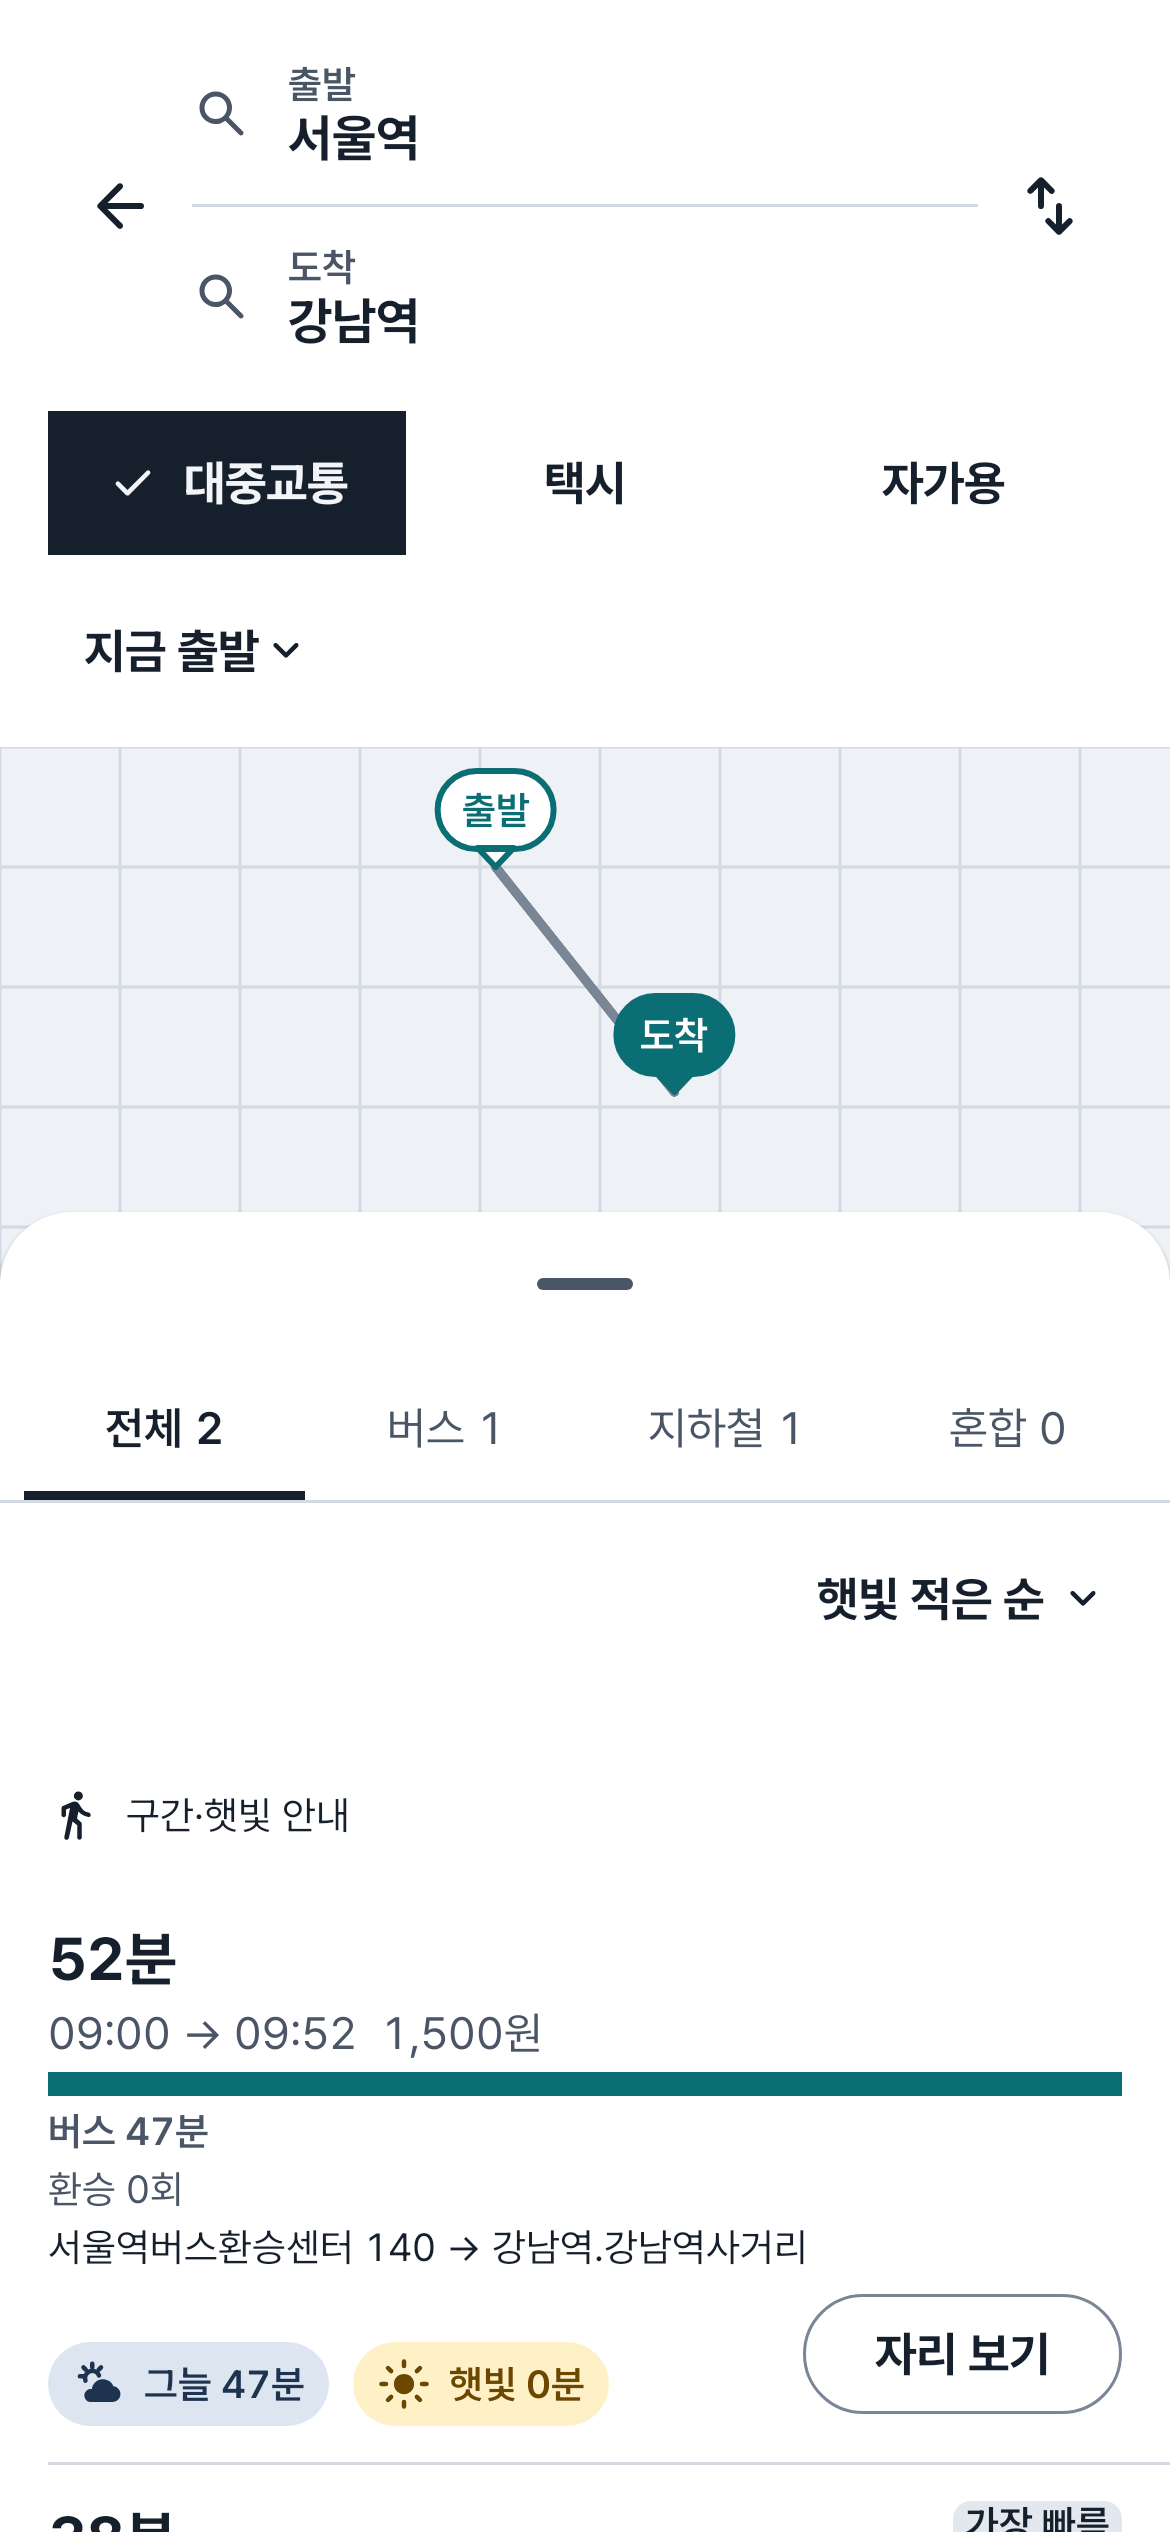 출발
서울역
도착
강남역
대중교통 택시 자가용
지금 출발
출발
도착
전체 2 버스 1 지하철 1 혼합 0
햇빛 적은 순
구간·햇빛 안내
52분
09:00 → 09:52 1,500원
버스 47분
환승 0회
서울역버스환승센터 140 → 강남역.강남역사거리
자리 보기
그늘 47분 햇빛 0분
가장 빠름